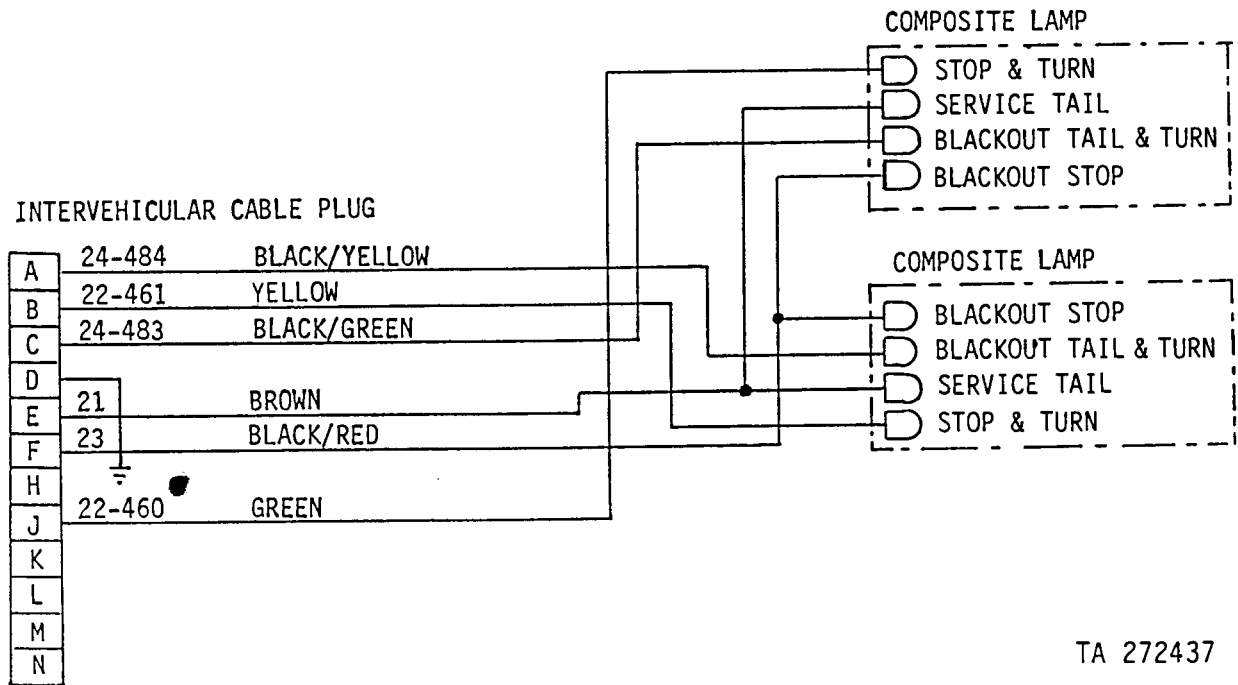 COMPOSITE LAMP
STOP & TURN
SERVICE TAIL
BLACKOUT TAIL & TURN
BLACKOUT STOP
INTERVEHICULAR CABLE PLUG
A 24-484 BLACK/YELLOW
B 22-461 YELLOW
C 24-483 BLACK/GREEN
D
E 21 BROWN
F 23 BLACK/RED
H
J 22-460 GREEN
K
L
M
N
COMPOSITE LAMP
BLACKOUT STOP
BLACKOUT TAIL & TURN
SERVICE TAIL
STOP & TURN
TA 272437